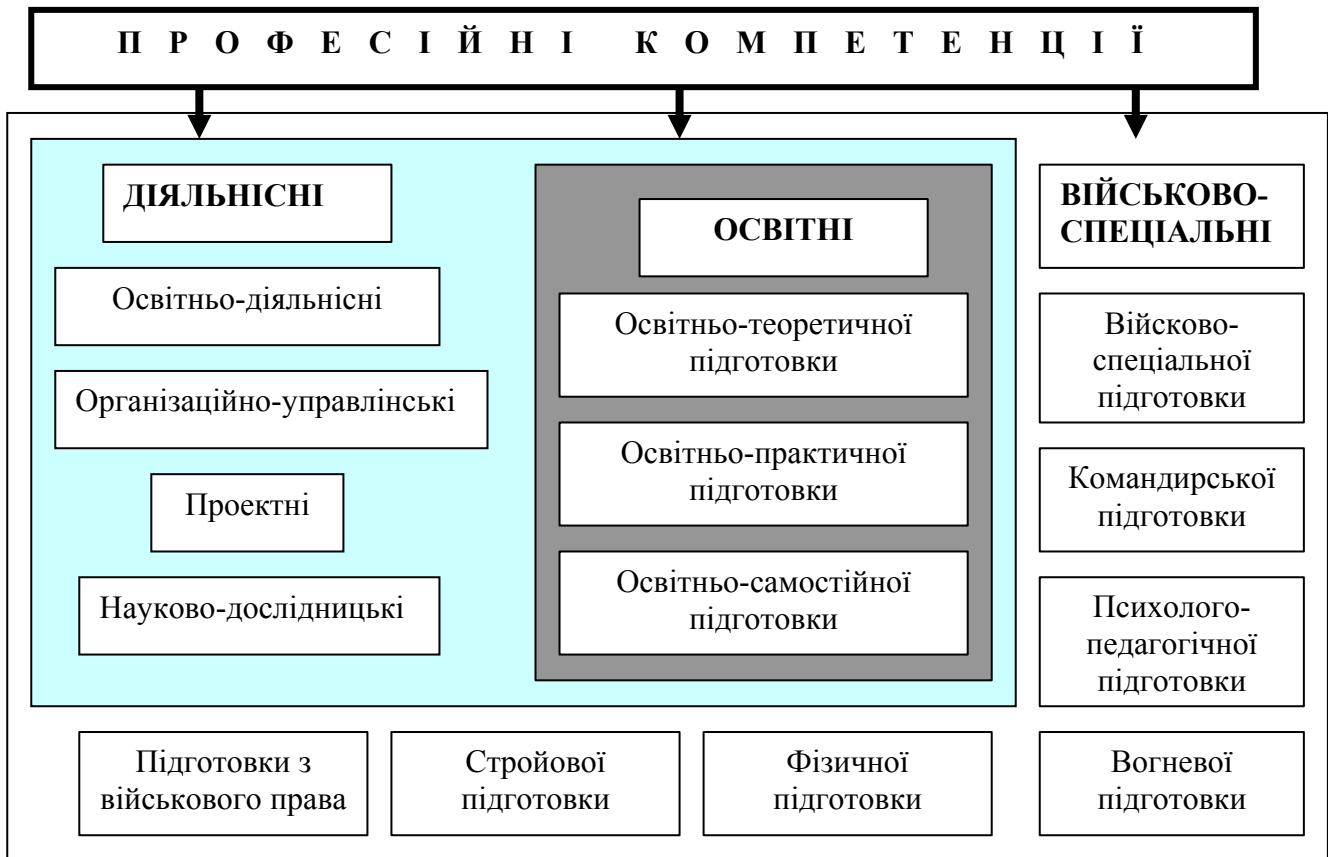 П Р О Ф Е С І Й Н І К О М П Е Т Е Н Ц І Ї
ДІЯЛЬНІСНІ
Освітньо-діяльнісні
Організаційно-управлінські
Проектні
Науково-дослідницькі
ОСВІТНІ
Освітньо-теоретичної
підготовки
Освітньо-практичної
підготовки
Освітньо-самостійної
підготовки
ВІЙСЬКОВО-
СПЕЦІАЛЬНІ
Війсково-
спеціальної
підготовки
Командирської
підготовки
Психолого-
педагогічної
підготовки
Підготовки з
військового права
Стройової
підготовки
Фізичної
підготовки
Вогневої
підготовки